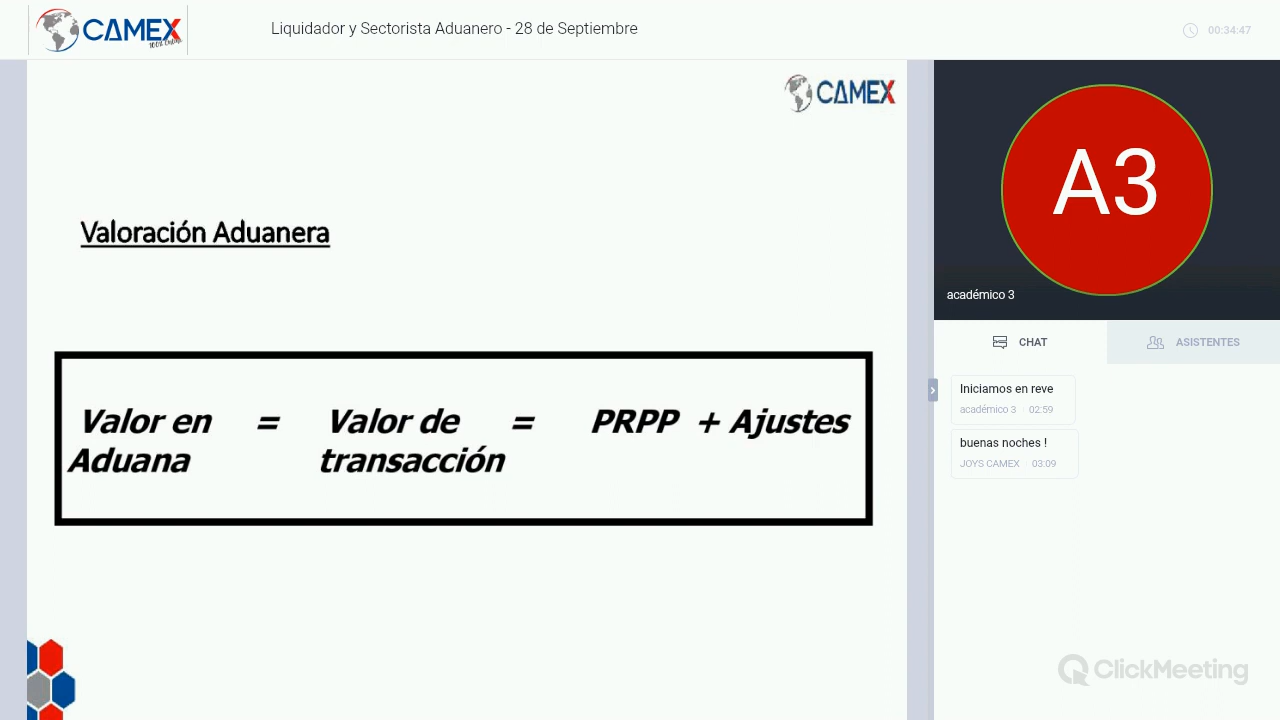 CAMEX
100% Online
Liquidador y Sectorista Aduanero - 28 de Septiembre
00:34:47
CAMEX
Valoración Aduanera
Valor en = Valor de = PRPP + Ajustes
Aduana transacción
A3
académico 3
CHAT
ASISTENTES
Iniciamos en reve
académico 3 02:59
buenas noches !
JOYS CAMEX 03:09
ClickMeeting